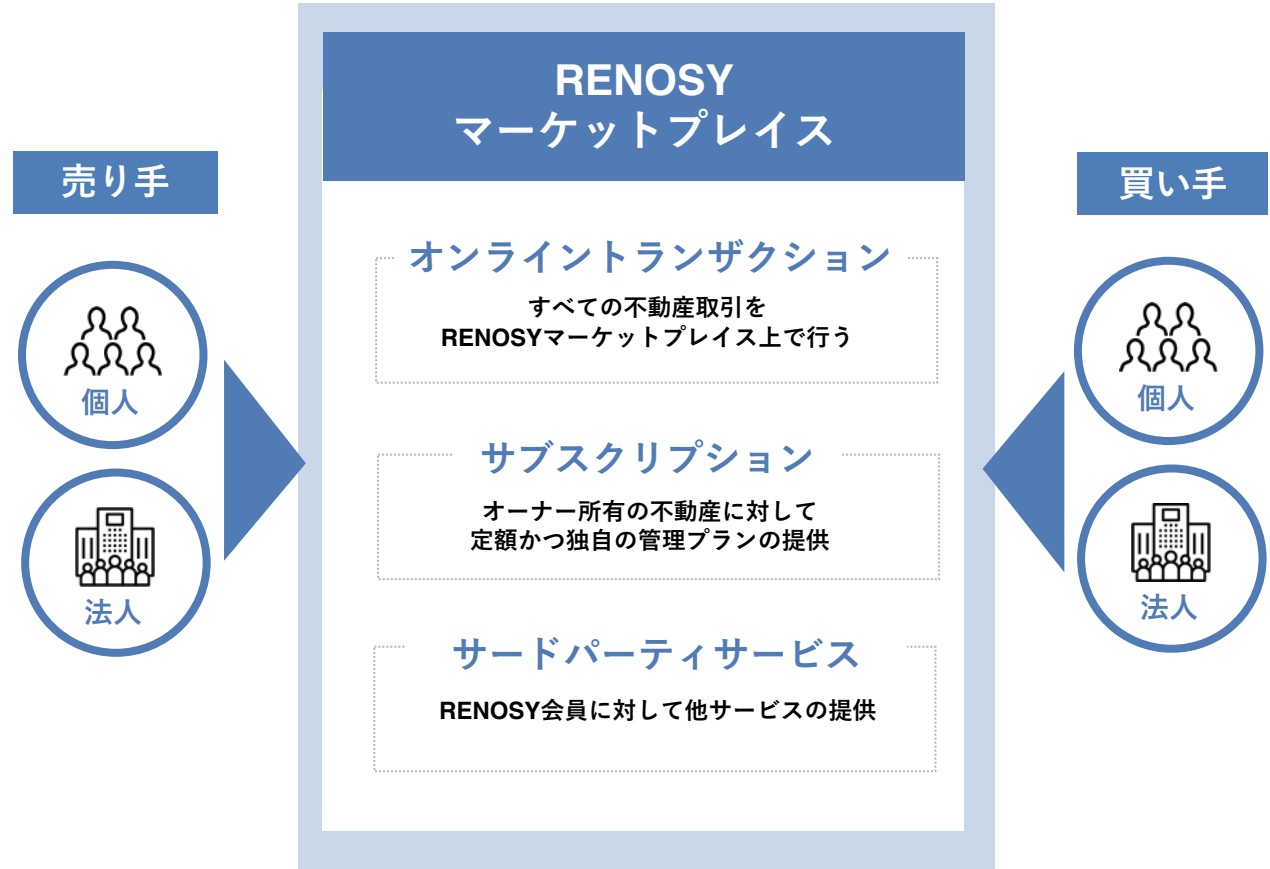 RENOSY
マーケットプレイス
売り手
個人
法人
オンライントランザクション
すべての不動産取引を
RENOSYマーケットプレイス上で行う
サブスクリプション
オーナー所有の不動産に対して
定額かつ独自の管理プランの提供
サードパーティサービス
RENOSY会員に対して他サービスの提供
買い手
個人
法人